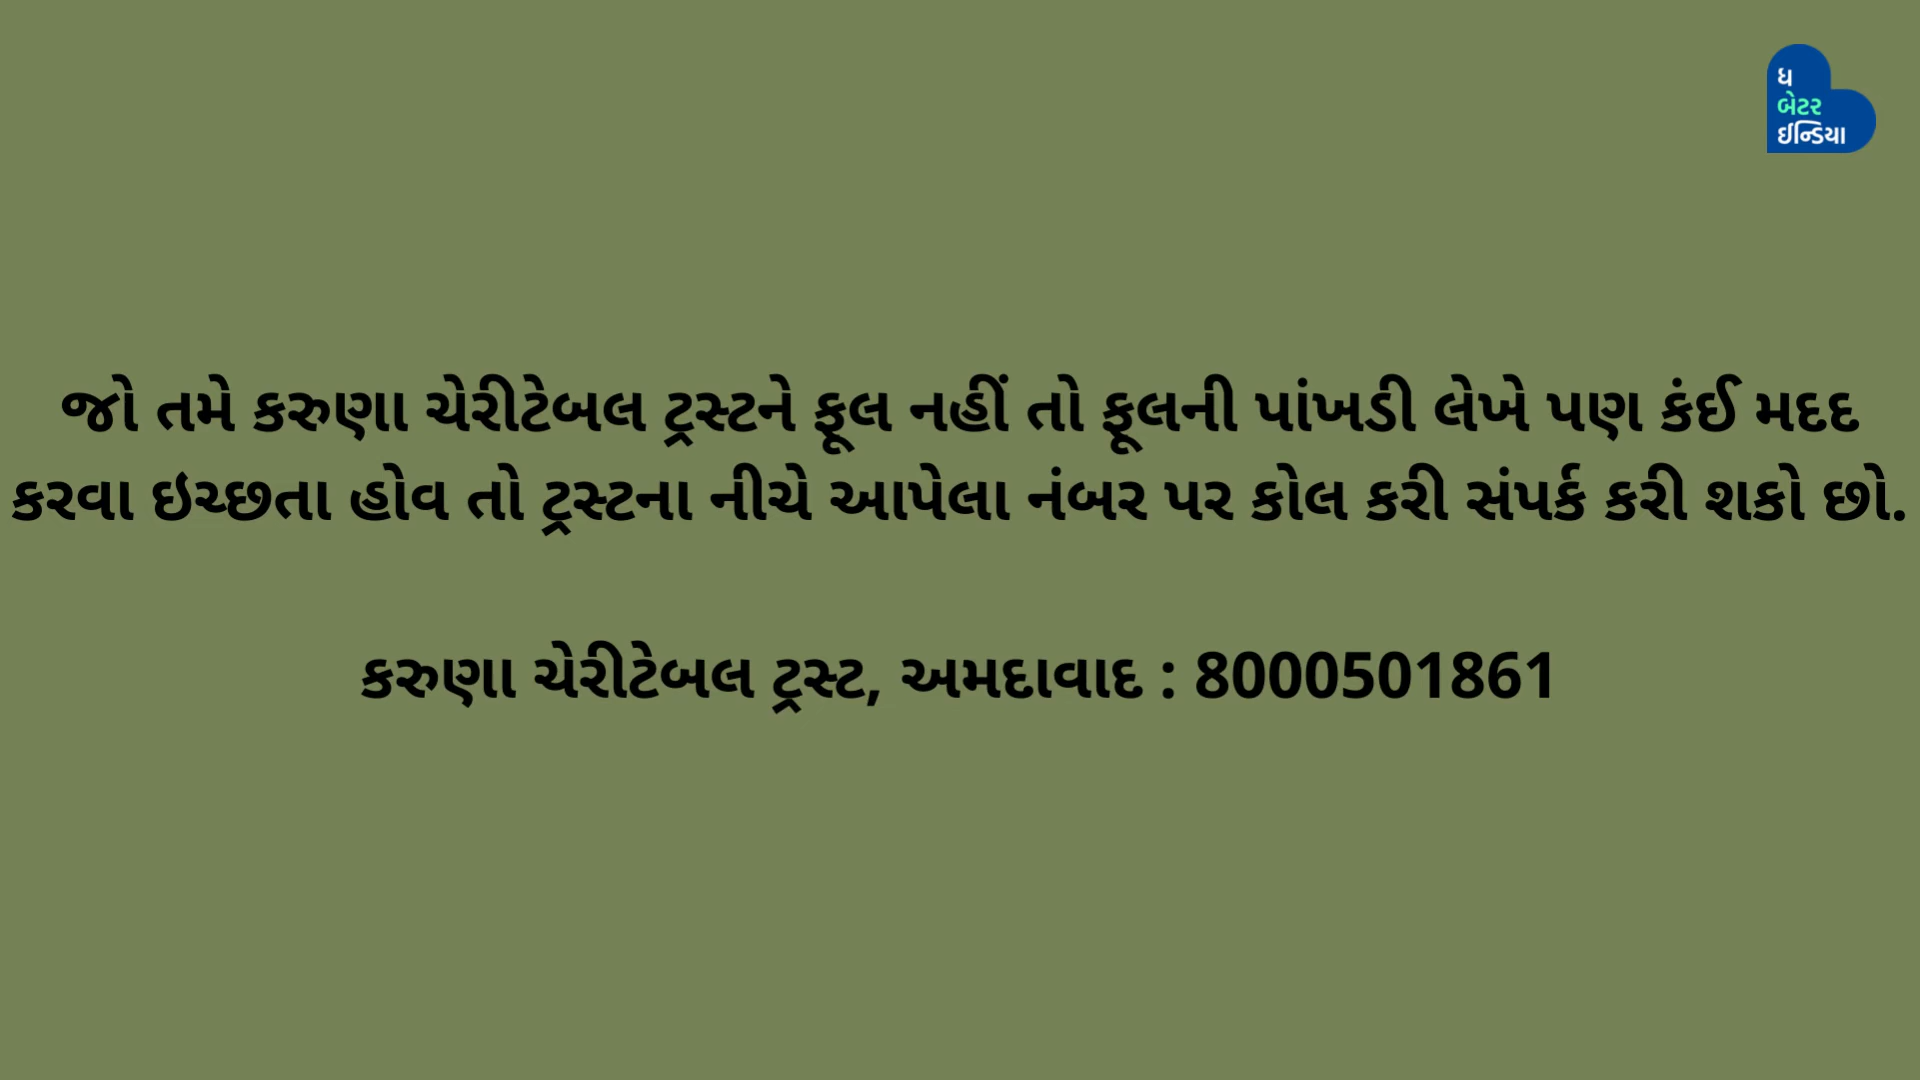 ધ
બેટર
ઈન્ડિયા
જો તમે કરુણા ચેરીટેબલ ટ્રસ્ટને ફૂલ નહીં તો ફૂલની પાંખડી લેખે પણ કંઈ મદદ
કરવા ઇચ્છતા હોવ તો ટ્રસ્ટના નીચે આપેલા નંબર પર કોલ કરી સંપર્ક કરી શકો છો.
કરુણા ચેરીટેબલ ટ્રસ્ટ, અમદાવાદ : 8000501861